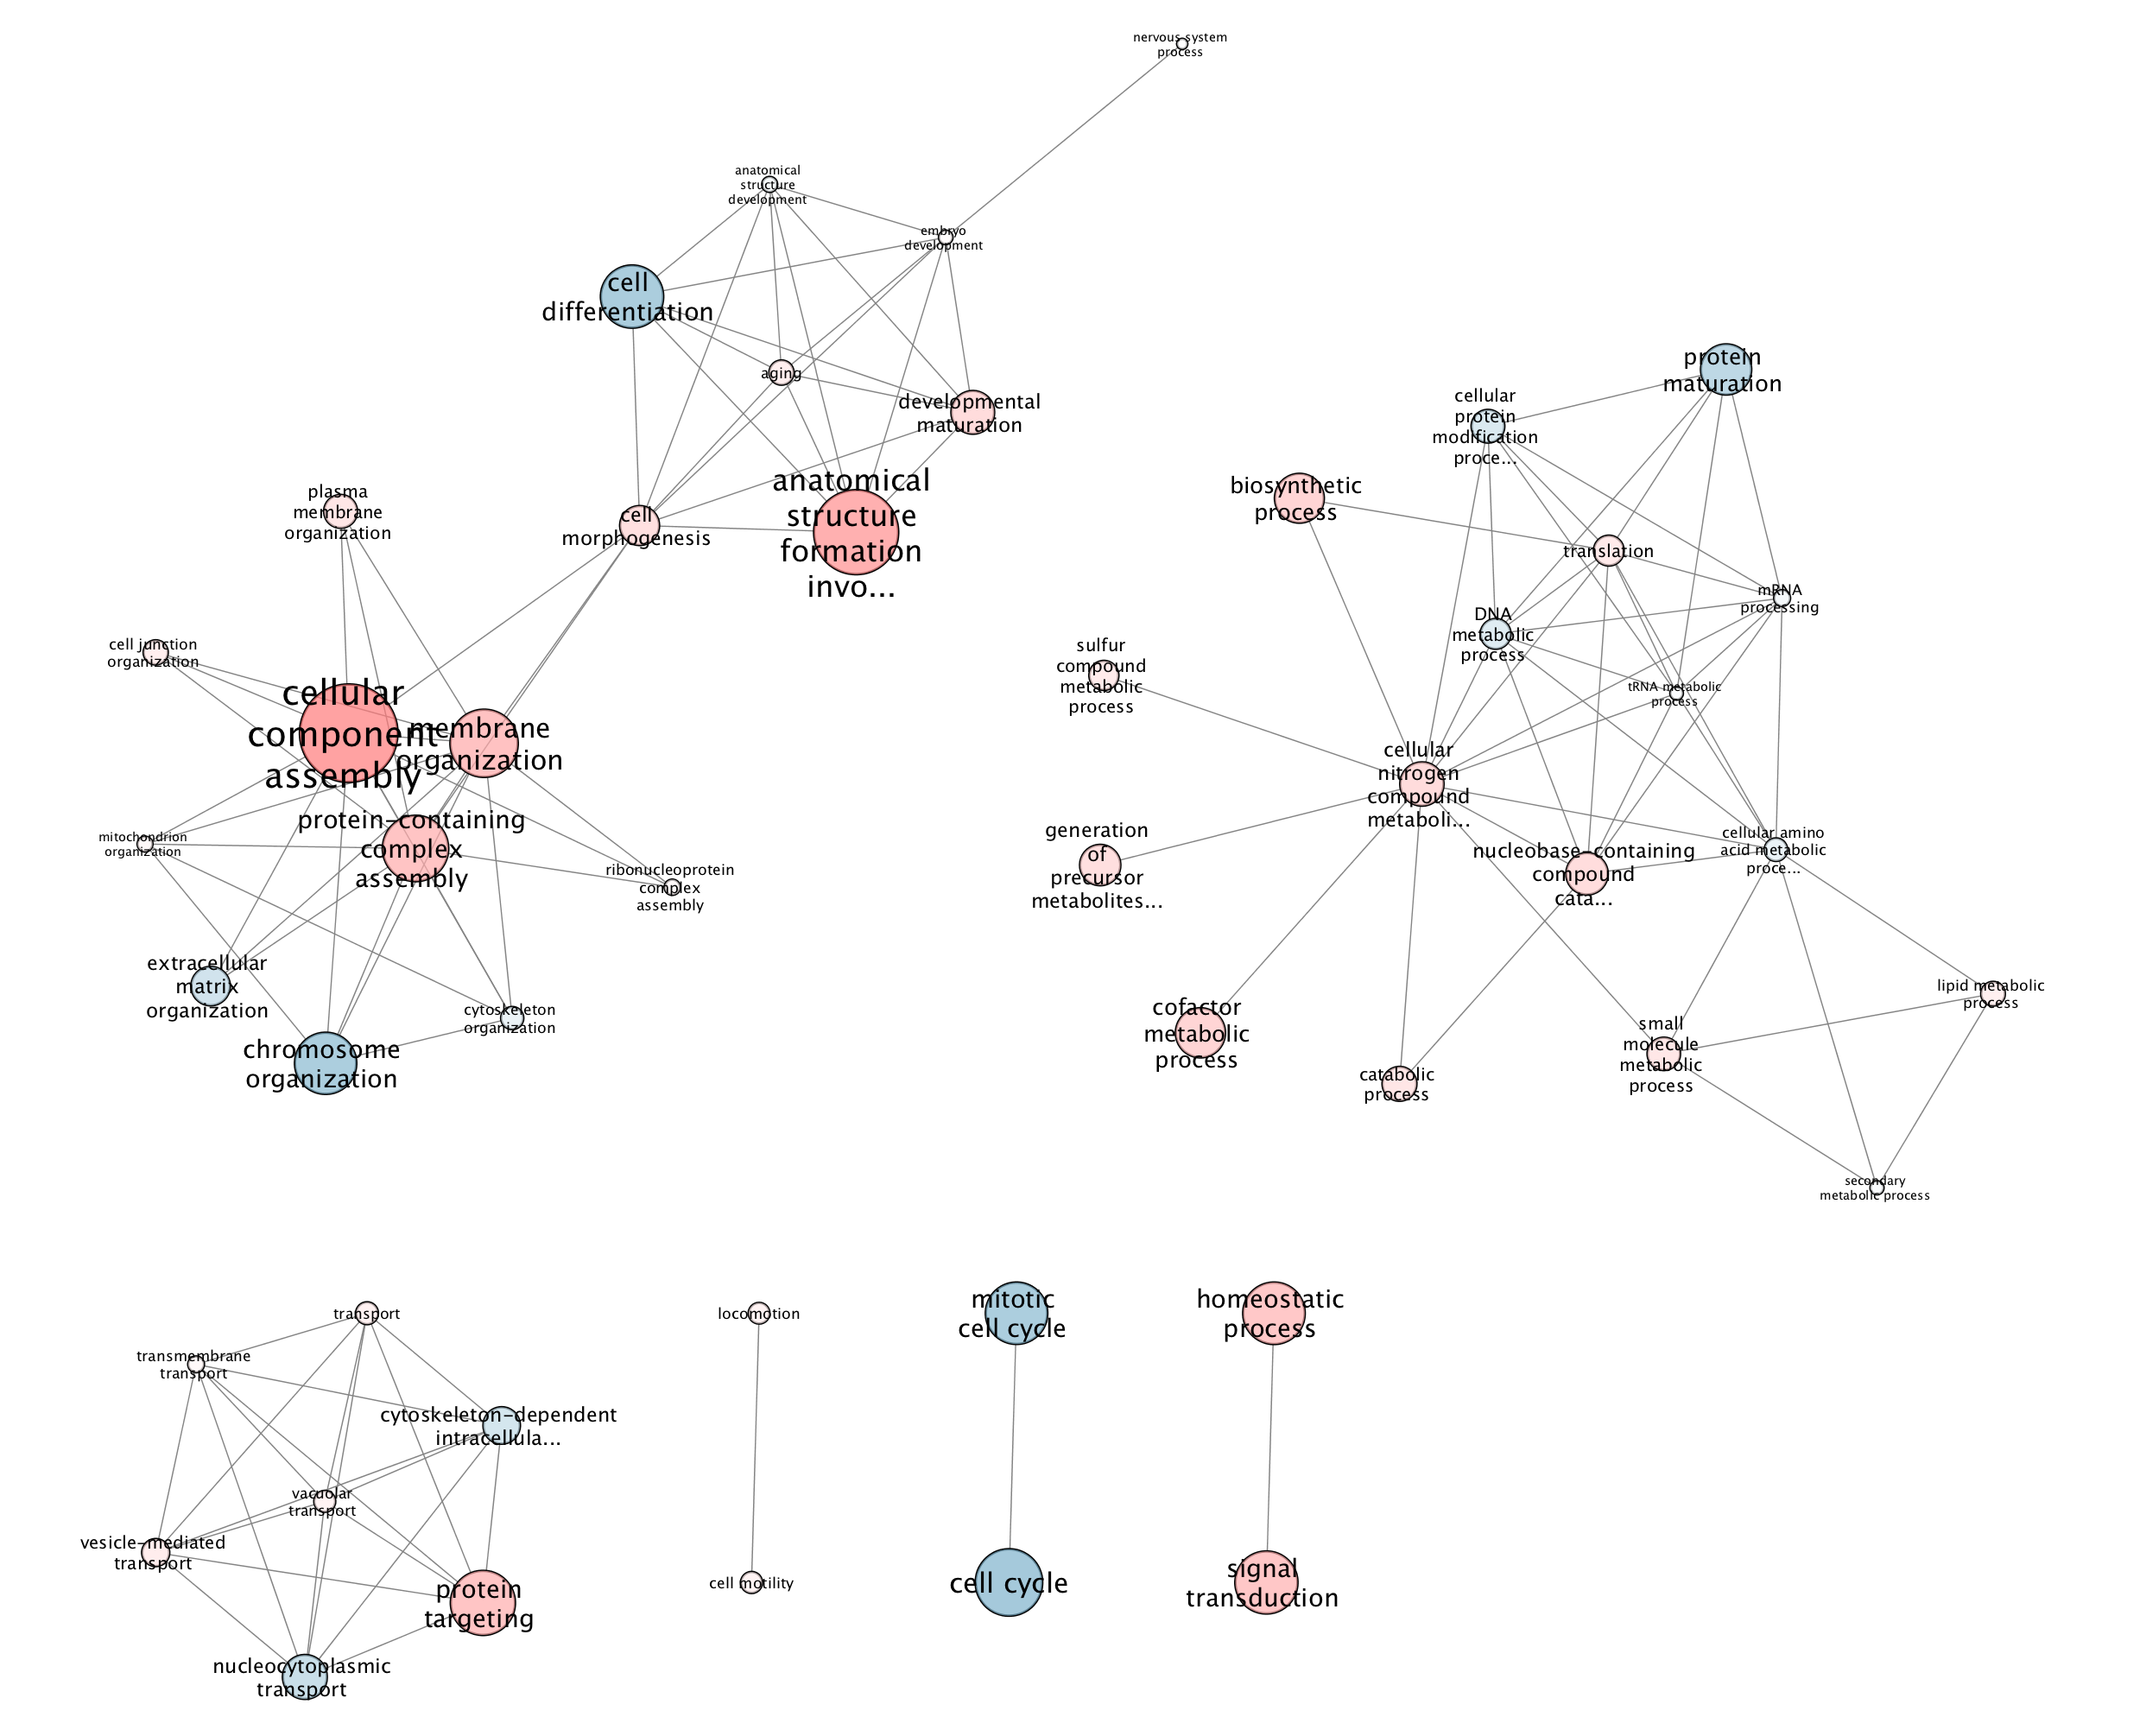 nervous system
process
anatomical
structure
development
embryo
development
cell
differentiation
aging
developmental
maturation
anatomical
structure
formation
invo...
cell
morphogenesis
plasma
membrane
organization
cell junction
organization
cellular
component
assembly
membrane
organization
protein-containing
complex
assembly
mitochondrion
organization
ribonucleoprotein
complex
assembly
extracellular
matrix
organization
cytoskeleton
organization
chromosome
organization
protein
maturation
cellular
protein
modification
proce...
biosynthetic
process
translation
mRNA
processing
DNA
metabolic
process
tRNA metabolic
process
sulfur
compound
metabolic
process
cellular
nitrogen
compound
metaboli...
generation
of
precursor
metabolites...
nucleobase-containing
compound
cata...
cellular amino
acid metabolic
proce...
cofactor
metabolic
process
catabolic
process
small
molecule
metabolic
process
lipid metabolic
process
secondary
metabolic process
transport
transmembrane
transport
cytoskeleton-dependent
intracellula...
vacuolar
transport
vesicle-mediated
transport
protein
targeting
nucleocytoplasmic
transport
locomotion
cell motility
mitotic
cell cycle
cell cycle
homeostatic
process
signal
transduction